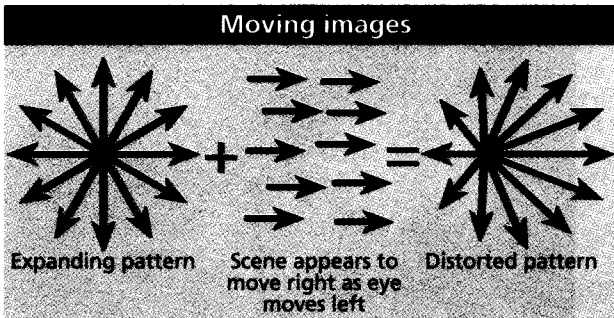 Moving images
+
=
Expanding pattern
Scene appears to
move right as eye
moves left
Distorted pattern